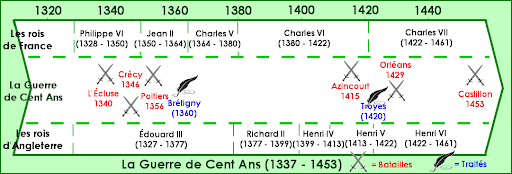 1320 1340 1360 1380 1400 1420 1440
Les rois de France
Philippe VI (1328 - 1350)
Jean II (1350 - 1364)
Charles V (1364 - 1380)
Charles VI (1380 - 1422)
Charles VII (1422 - 1461)
La Guerre de Cent Ans
L'Écluse 1340
Crécy 1346
Poitiers 1356
Brétigny (1360)
Azincourt 1415
Troyes (1420)
Orléans 1429
Castillon 1453
Les rois d'Angleterre
Édouard III (1327 - 1377)
Richard II (1377 - 1399)
Henri IV (1399 - 1413)
Henri V (1413 - 1422)
Henri VI (1422 - 1461)
La Guerre de Cent Ans (1337 - 1453)
= Batailles
= Traités